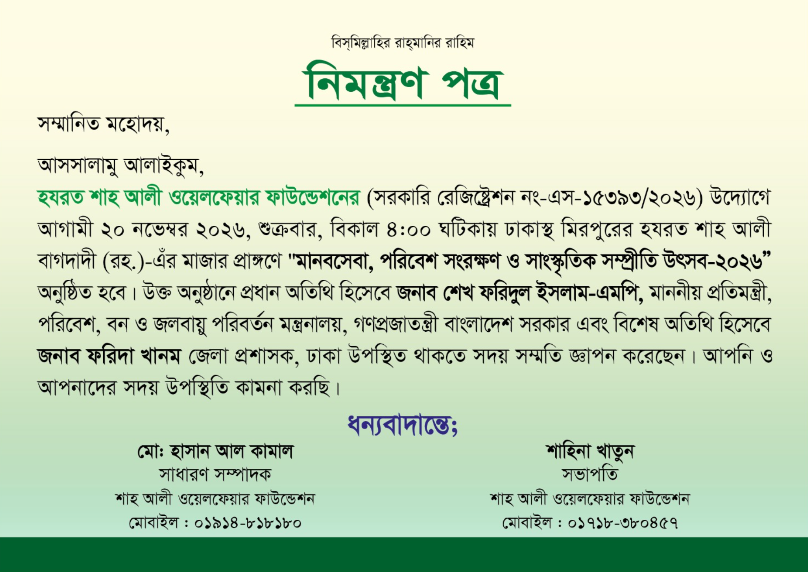 বিস্‌মিল্লাহির রাহ্‌মানির রাহিম
নিমন্ত্রণ পত্র
সম্মানিত মহোদয়,
আসসালামু আলাইকুম,
হযরত শাহ আলী ওয়েলফেয়ার ফাউন্ডেশনের (সরকারি রেজিষ্ট্রেশন নং-এস-১৫৩৯৩/২০২৬) উদ্যোগে
আগামী ২০ নভেম্বর ২০২৬, শুক্রবার, বিকাল ৪:০০ ঘটিকায় ঢাকাস্থ মিরপুরের হযরত শাহ আলী
বাগদাদী (রহ.)-এঁর মাজার প্রাঙ্গণে "মানবসেবা, পরিবেশ সংরক্ষণ ও সাংস্কৃতিক সম্প্রীতি উৎসব-২০২৬”
অনুষ্ঠিত হবে। উক্ত অনুষ্ঠানে প্রধান অতিথি হিসেবে জনাব শেখ ফরিদুল ইসলাম-এমপি, মাননীয় প্রতিমন্ত্রী,
পরিবেশ, বন ও জলবায়ু পরিবর্তন মন্ত্রনালয়, গণপ্রজাতন্ত্রী বাংলাদেশ সরকার এবং বিশেষ অতিথি হিসেবে
জনাব ফরিদা খানম জেলা প্রশাসক, ঢাকা উপস্থিত থাকতে সদয় সম্মতি জ্ঞাপন করেছেন। আপনি ও
আপনাদের সদয় উপস্থিতি কামনা করছি।
ধন্যবাদান্তে;
মো: হাসান আল কামাল
সাধারণ সম্পাদক
শাহ আলী ওয়েলফেয়ার ফাউন্ডেশন
মোবাইল : ০১৯১৪-৮১৮১৮০
শাহিনা খাতুন
সভাপতি
শাহ আলী ওয়েলফেয়ার ফাউন্ডেশন
মোবাইল : ০১৭১৮-৩৮০৪৫৭